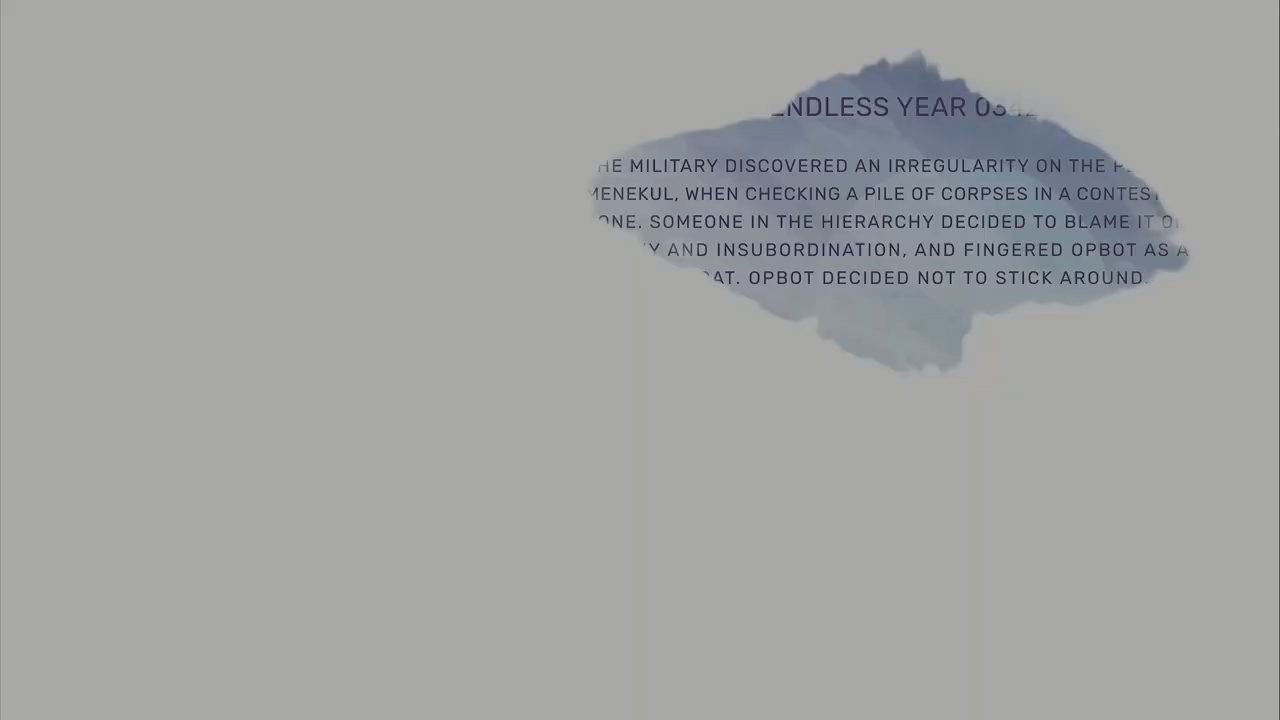 ENDLESS YEAR
HE MILITARY DISCOVERED AN IRREGULARITY ON THE
MENEKUL, WHEN CHECKING A PILE OF CORPSES IN A CONTEST
ONE. SOMEONE IN THE HIERARCHY DECIDED TO BLAME IT
AND INSUBORDINATION, AND FINGERED OPBOT AS A
AT. OPBOT DECIDED NOT TO STICK AROUND.